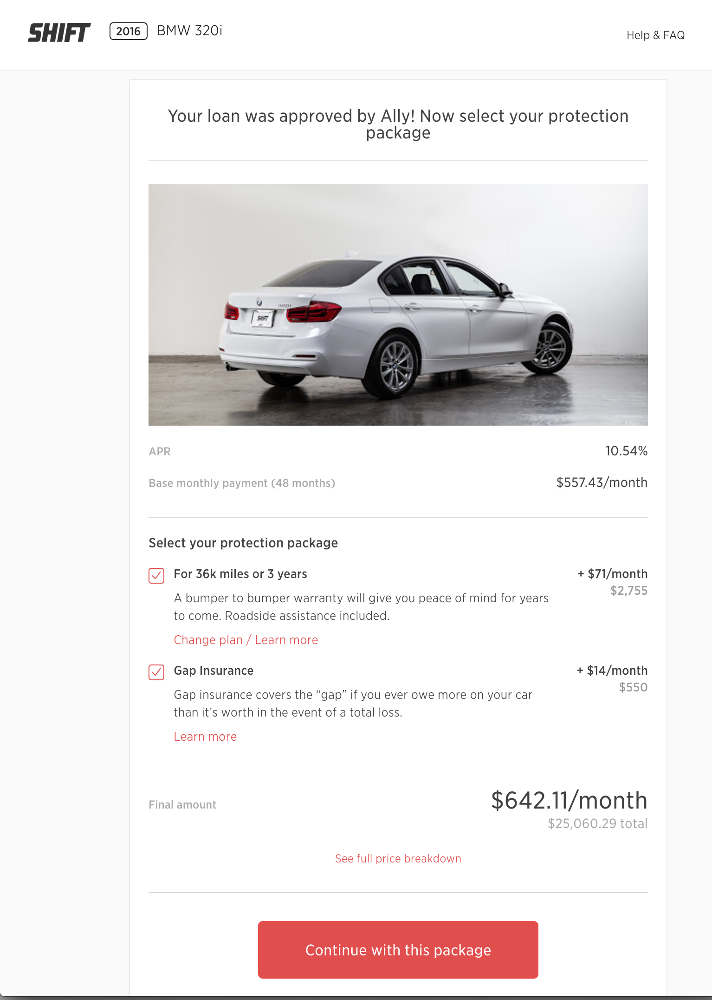 SHIFT 2016 BMW 320i Help & FAQ
Your loan was approved by Ally! Now select your protection
package
SHIFT
APR 10.54%
Base monthly payment (48 months) $557.43/month
Select your protection package
For 36k miles or 3 years + $71/month
$2,755
A bumper to bumper warranty will give you peace of mind for years
to come. Roadside assistance included.
Change plan / Learn more
Gap Insurance + $14/month
$550
Gap insurance covers the “gap” if you ever owe more on your car
than it’s worth in the event of a total loss.
Learn more
Final amount $642.11/month
$25,060.29 total
See full price breakdown
Continue with this package